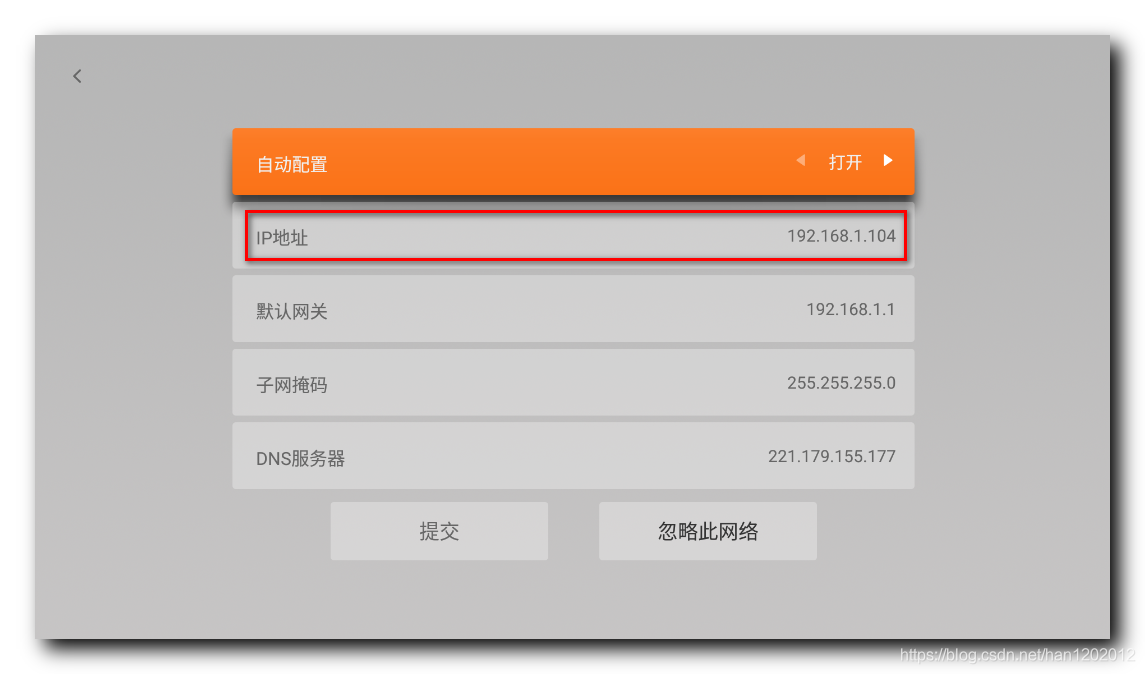 自动配置 打开
IP地址 192.168.1.104
默认网关 192.168.1.1
子网掩码 255.255.255.0
DNS服务器 221.179.155.177
提交 忽略此网络
https://blog.csdn.net/han1202012